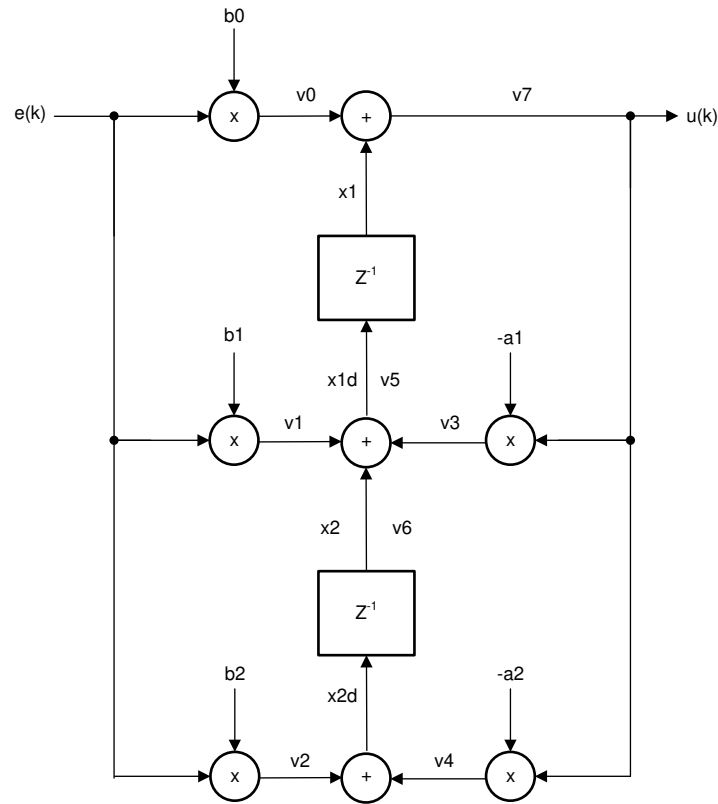 b0
e(k)
x
v0
+
v7
u(k)
x1
Z-1
b1
-a1
x1d
v5
x
v1
+
v3
x
x2
v6
Z-1
b2
-a2
x2d
x
v2
+
v4
x